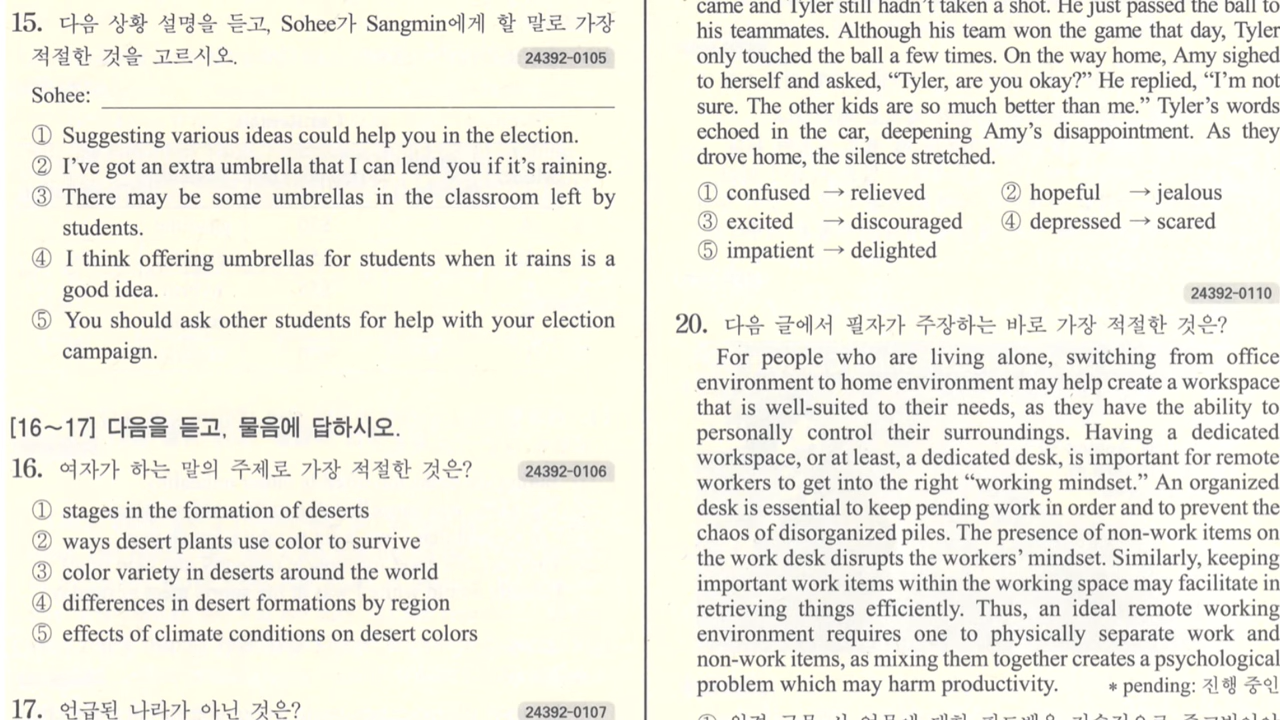 15. 다음 상황 설명을 듣고, Sohee가 Sangmin에게 할 말로 가장
적절한 것을 고르시오.
24392-0105
Sohee:
① Suggesting various ideas could help you in the election.
② I've got an extra umbrella that I can lend you if it's raining.
③ There may be some umbrellas in the classroom left by
students.
④ I think offering umbrellas for students when it rains is a
good idea.
⑤ You should ask other students for help with your election
campaign.
[16~17] 다음을 듣고, 물음에 답하시오.
16. 여자가 하는 말의 주제로 가장 적절한 것은?
24392-0106
① stages in the formation of deserts
② ways desert plants use color to survive
③ color variety in deserts around the world
④ differences in desert formations by region
⑤ effects of climate conditions on desert colors
17. 언급된 나라가 아닌 것은?
24392-0107
came and Tyler still hadn't taken a shot. He just passed the ball to
his teammates. Although his team won the game that day, Tyler
only touched the ball a few times. On the way home, Amy sighed
to herself and asked, “Tyler, are you okay?” He replied, “I'm not
sure. The other kids are so much better than me.” Tyler's words
echoed in the car, deepening Amy's disappointment. As they
drove home, the silence stretched.
① confused → relieved ② hopeful → jealous
③ excited → discouraged ④ depressed → scared
⑤ impatient → delighted
24392-0110
20. 다음 글에서 필자가 주장하는 바로 가장 적절한 것은?
For people who are living alone, switching from office
environment to home environment may help create a workspace
that is well-suited to their needs, as they have the ability to
personally control their surroundings. Having a dedicated
workspace, or at least, a dedicated desk, is important for remote
workers to get into the right “working mindset.” An organized
desk is essential to keep pending work in order and to prevent the
chaos of disorganized piles. The presence of non-work items on
the work desk disrupts the workers' mindset. Similarly, keeping
important work items within the working space may facilitate in
retrieving things efficiently. Thus, an ideal remote working
environment requires one to physically separate work and
non-work items, as mixing them together creates a psychological
problem which may harm productivity. * pending: 진행 중인